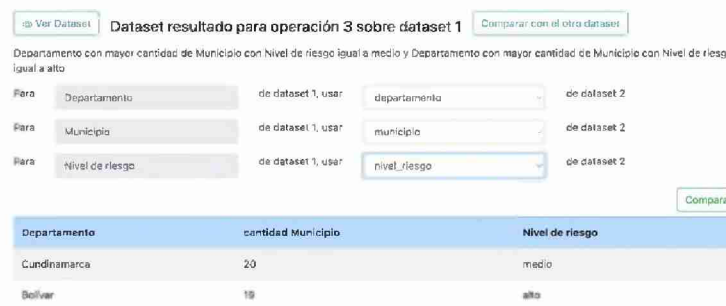 Ver Dataset Dataset resultado para operación 3 sobre dataset 1 Comparar con el otro dataset
Departamento con mayor cantidad de Municipio con Nivel de riesgo igual a medio y Departamento con mayor cantidad de Municipio con Nivel de riesg
igual a alto
Para Departamento de dataset 1, usar departamento de dataset 2
Para Municipio de dataset 1, usar municipio de dataset 2
Para Nivel de riesgo de dataset 1, usar nivel_riesgo de dataset 2
Compara
Departamento cantidad Municipio Nivel de riesgo
Cundinamarca 20 medio
Bolívar 19 alto